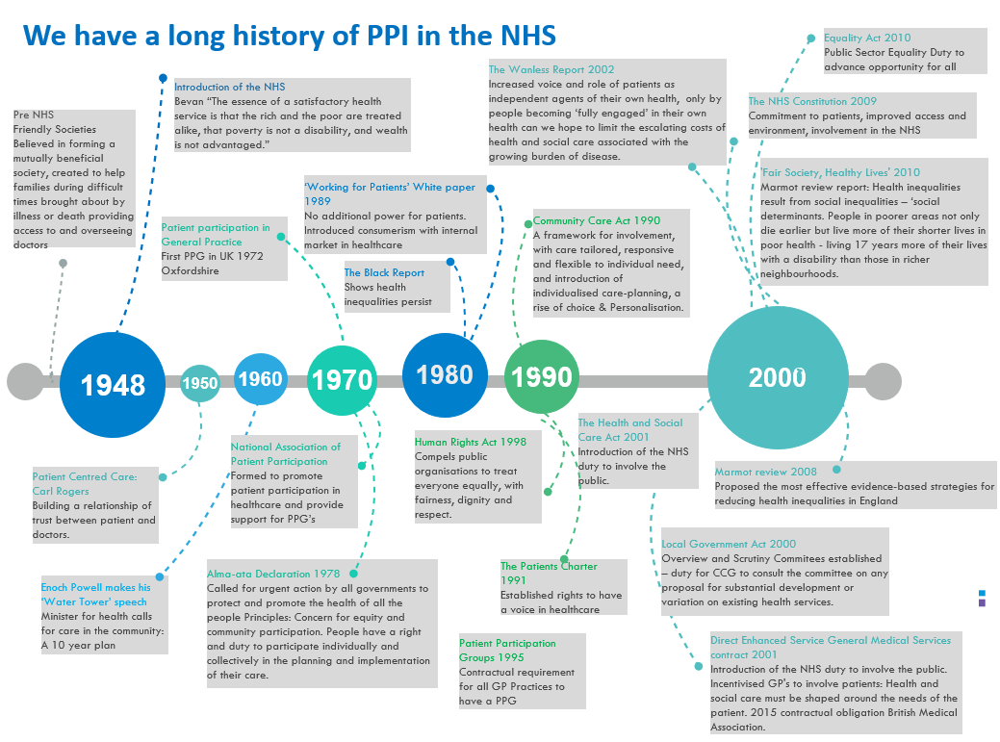 We have a long history of PPI in the NHS
Pre NHS
Friendly Societies
Believed in forming a
mutually beneficial
society, created to help
families during difficult
times brought about by
illness or death providing
access to and overseeing
doctors
Introduction of the NHS
Bevan “The essence of a satisfactory health
service is that the rich and the poor are treated
alike, that poverty is not a disability, and wealth
is not advantaged.”
Patient participation in
General Practice
First PPG in UK 1972
Oxfordshire
‘Working for Patients’ White paper
1989
No additional power for patients.
Introduced consumerism with internal
market in healthcare
The Black Report
Shows health
inequalities persist
The Wanless Report 2002
Increased voice and role of patients as
independent agents of their own health, only by
people becoming ‘fully engaged’ in their own
health can we hope to limit the escalating costs of
health and social care associated with the
growing burden of disease.
Community Care Act 1990
A framework for involvement,
with care tailored, responsive
and flexible to individual need,
and introduction of
individualised care-planning, a
rise of choice & Personalisation.
Equality Act 2010
Public Sector Equality Duty to
advance opportunity for all
The NHS Constitution 2009
Commitment to patients, improved access and
environment, involvement in the NHS
'Fair Society, Healthy Lives' 2010
Marmot review report: Health inequalities
result from social inequalities – ‘social
determinants. People in poorer areas not only
die earlier but live more of their shorter lives in
poor health - living 17 years more of their lives
with a disability than those in richer
neighbourhoods.
1948
1950
1960
1970
1980
1990
2000
Patient Centred Care:
Carl Rogers
Building a relationship of
trust between patient and
doctors.
Enoch Powell makes his
‘Water Tower’ speech
Minister for health calls
for care in the community:
A 10 year plan
National Association of
Patient Participation
Formed to promote
patient participation in
healthcare and provide
support for PPG’s
Alma-ata Declaration 1978
Called for urgent action by all governments to
protect and promote the health of all the
people Principles: Concern for equity and
community participation. People have a right
and duty to participate individually and
collectively in the planning and implementation
of their care.
Human Rights Act 1998
Compels public
organisations to treat
everyone equally, with
fairness, dignity and
respect.
The Patients Charter
1991
Established rights to have
a voice in healthcare
Patient Participation
Groups 1995
Contractual requirement
for all GP Practices to
have a PPG
The Health and Social
Care Act 2001
Introduction of the NHS
duty to involve the
public.
Marmot review 2008
Proposed the most effective evidence-based strategies for
reducing health inequalities in England
Local Government Act 2000
Overview and Scrutiny Commitees established
– duty for CCG to consult the committee on any
proposal for substantial development or
variation on existing health services.
Direct Enhanced Service General Medical Services
contract 2001
Introduction of the NHS duty to involve the public.
Incentivised GP’s to involve patients: Health and
social care must be shaped around the needs of the
patient. 2015 contractual obligation British Medical
Association.